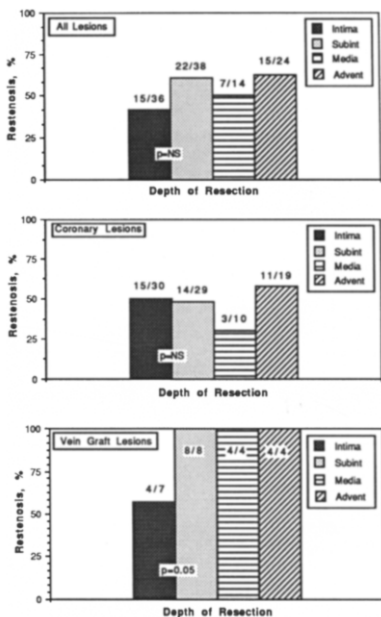 All Lesions
Restenosis, %
100
75
50
25
0
15/36
22/38
7/14
15/24
p=NS
Intima
Subint
Media
Advent
Depth of Resection
Coronary Lesions
Restenosis, %
100
50
0
15/30
14/29
3/10
11/19
p=NS
Intima
Subint
Media
Advent
Depth of Resection
Vein Graft Lesions
Restenosis, %
100
75
50
25
0
4/7
8/8
4/4
4/4
p=0.05
Intima
Subint
Media
Advent
Depth of Resection